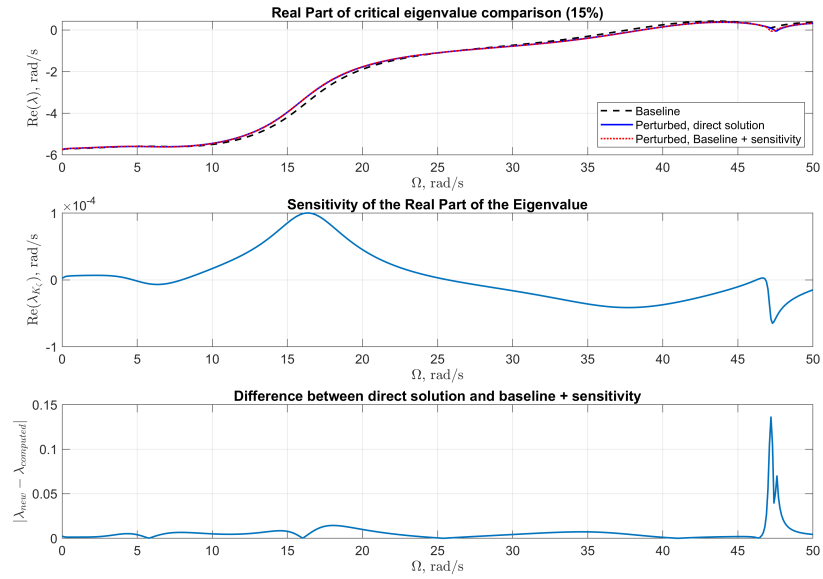 Real Part of critical eigenvalue comparison (15%)
Re(λ), rad/s
0
-2
-4
-6
Baseline
Perturbed, direct solution
Perturbed, Baseline + sensitivity
0 5 10 15 20 25 30 35 40 45 50
Ω, rad/s
Sensitivity of the Real Part of the Eigenvalue
×10⁻⁴
Re(λ_{K_ζ}), rad/s
1
0
-1
0 5 10 15 20 25 30 35 40 45 50
Ω, rad/s
Difference between direct solution and baseline + sensitivity
|λ_{new} − λ_{computed}|
0.15
0.1
0.05
0
0 5 10 15 20 25 30 35 40 45 50
Ω, rad/s